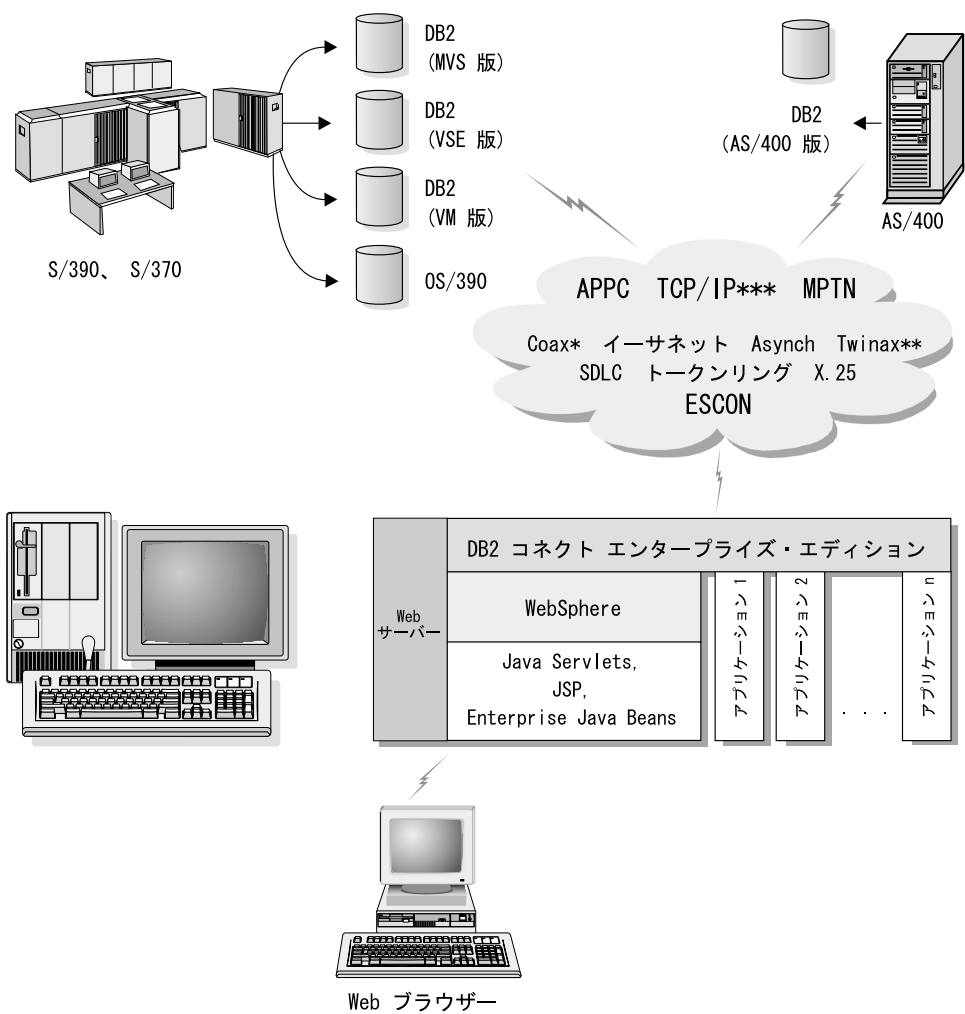 DB2
(MVS 版)
DB2
(VSE 版)
DB2
(VM 版)
OS/390
S/390、 S/370
DB2
(AS/400 版)
AS/400
APPC TCP/IP*** MPTN
Coax* イーサネット Asynch Twinax**
SDLC トークンリング X.25
ESCON
DB2 コネクト エンタープライズ・エディション
Web
サーバー
WebSphere
Java Servlets,
JSP,
Enterprise Java Beans
アプリケーション 1
アプリケーション 2
. . .
アプリケーション n
Web ブラウザー